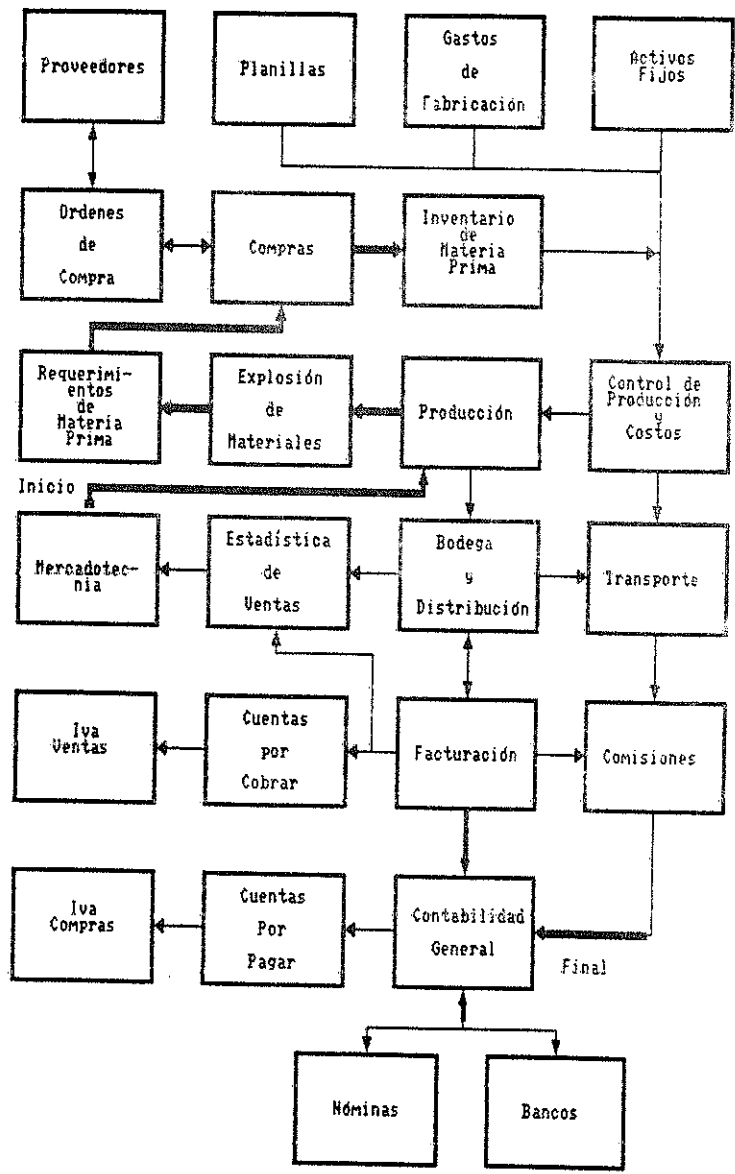 Proveedores
Planillas
Gastos
de
Fabricación
Activos
Fijos
Ordenes
de
Compra
Compras
Inventario
de
Materia
Prima
Requerimi-
entos
de
Materia
Prima
Explosión
de
Materiales
Producción
Control de
Producción
y
Costos
Inicio
Mercadotec-
nia
Estadística
de
Ventas
Bodega
y
Distribución
Transporte
Iva
Ventas
Cuentas
por
Cobrar
Facturación
Comisiones
Iva
Compras
Cuentas
Por
Pagar
Contabilidad
General
Final
Nóminas
Bancos